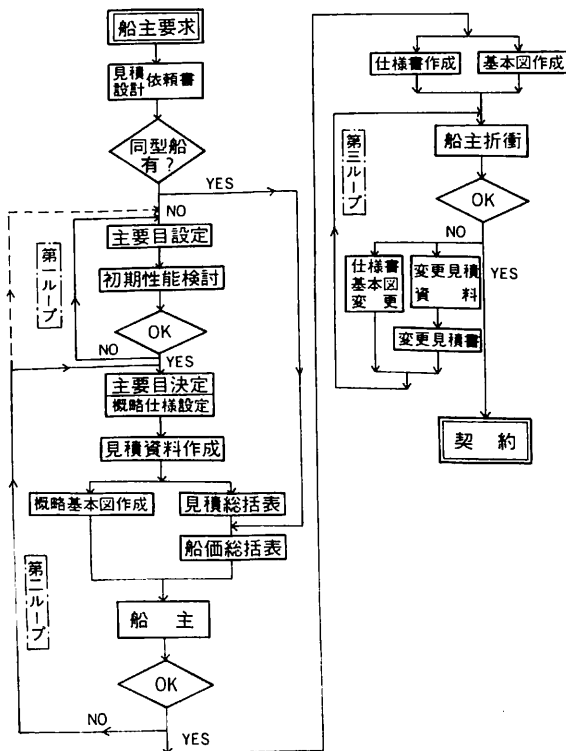 船主要求
見積
設計
依頼書
同型船
有?
YES
NO
主要目設定
初期性能検討
OK
NO
YES
第一ループ
主要目決定
概略仕様設定
見積資料作成
概略基本図作成
見積総括表
船価総括表
第二ループ
船 主
OK
NO
YES
仕様書作成
基本図作成
第三ループ
船主折衝
OK
NO
YES
仕様書
基本図
変 更
変更見積
資 料
変更見積書
契 約